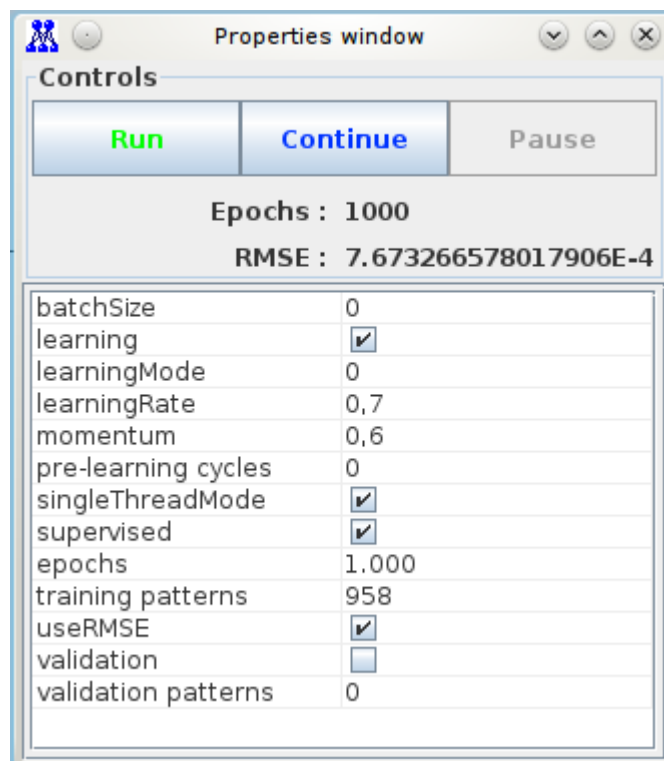 Properties window
Controls
Run Continue Pause
Epochs : 1000
RMSE : 7.673266578017906E-4
batchSize 0
learning
learningMode 0
learningRate 0,7
momentum 0,6
pre-learning cycles 0
singleThreadMode
supervised
epochs 1.000
training patterns 958
useRMSE
validation
validation patterns 0